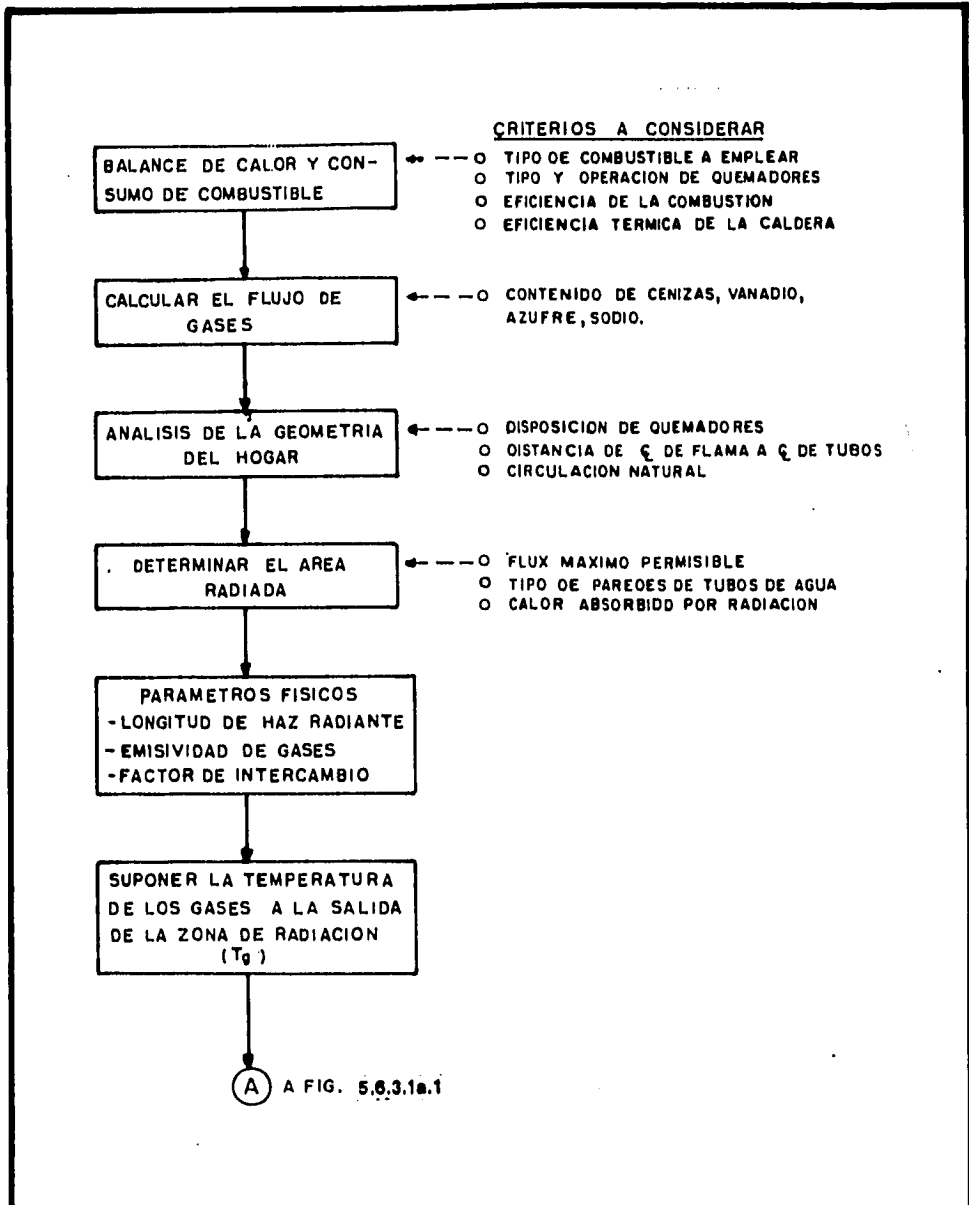 CRITERIOS A CONSIDERAR
BALANCE DE CALOR Y CON-
SUMO DE COMBUSTIBLE
o TIPO DE COMBUSTIBLE A EMPLEAR
o TIPO Y OPERACION DE QUEMADORES
o EFICIENCIA DE LA COMBUSTION
o EFICIENCIA TERMICA DE LA CALDERA
CALCULAR EL FLUJO DE
GASES
o CONTENIDO DE CENIZAS, VANADIO,
AZUFRE, SODIO.
ANALISIS DE LA GEOMETRIA
DEL HOGAR
o DISPOSICION DE QUEMADORES
o DISTANCIA DE ℄ DE FLAMA A ℄ DE TUBOS
o CIRCULACION NATURAL
DETERMINAR EL AREA
RADIADA
o FLUX MAXIMO PERMISIBLE
o TIPO DE PAREDES DE TUBOS DE AGUA
o CALOR ABSORBIDO POR RADIACION
PARAMETROS FISICOS
-LONGITUD DE HAZ RADIANTE
-EMISIVIDAD DE GASES
-FACTOR DE INTERCAMBIO
SUPONER LA TEMPERATURA
DE LOS GASES A LA SALIDA
DE LA ZONA DE RADIACION
(Tg)
A A FIG. 5.6.3.1a.1